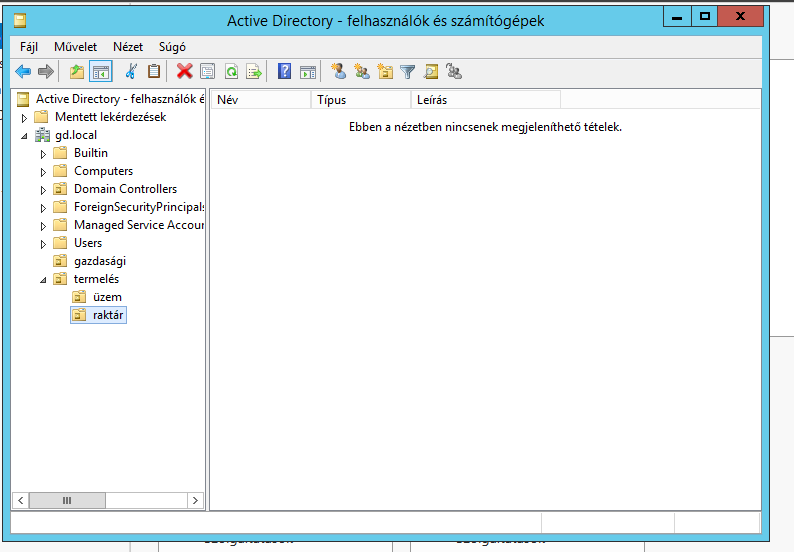 Active Directory - felhasználók és számítógépek
Fájl Művelet Nézet Súgó
Active Directory - felhasználók é
Mentett lekérdezések
gd.local
Builtin
Computers
Domain Controllers
ForeignSecurityPrincipals
Managed Service Accour
Users
gazdasági
termelés
üzem
raktár
Név Típus Leírás
Ebben a nézetben nincsenek megjeleníthető tételek.